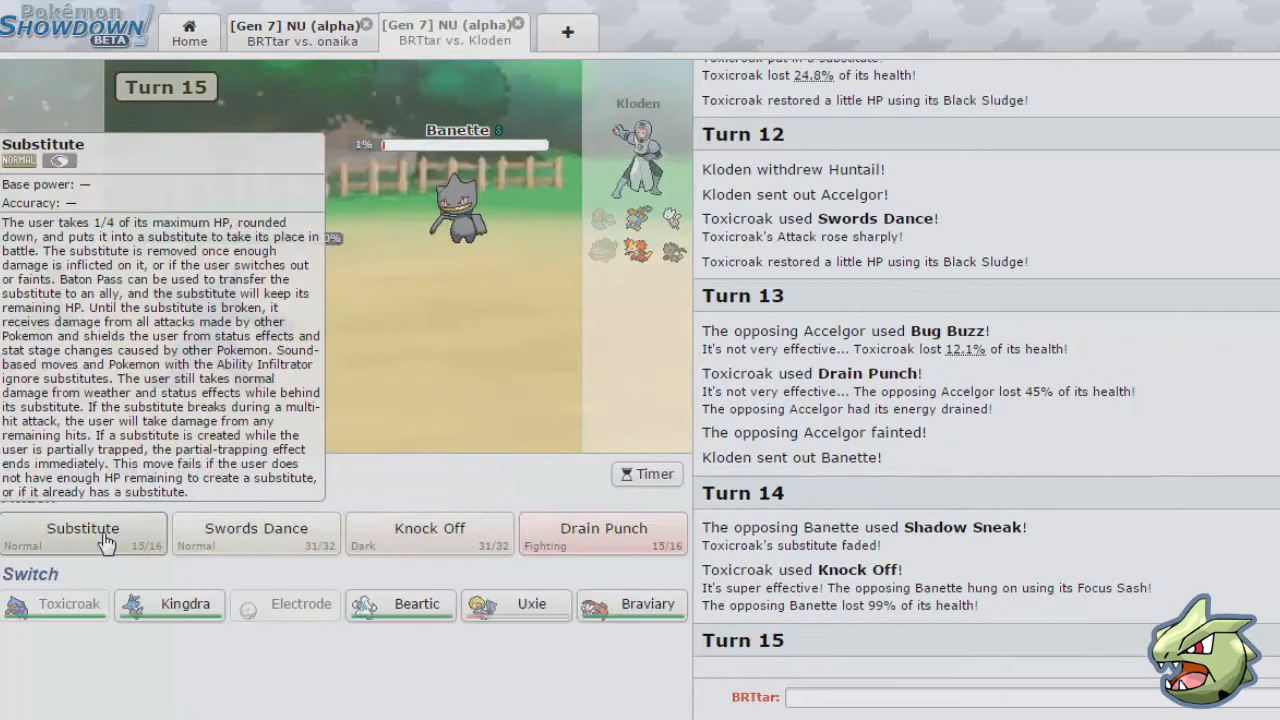 Pokémon
SHOWDOWN!
BETA
Home
[Gen 7] NU (alpha)
BRTtar vs. onaika
[Gen 7] NU (alpha)
BRTtar vs. Kloden
+
Turn 15
Banette
1%
Kloden
0%
Substitute
NORMAL
Base power: —
Accuracy: —
The user takes 1/4 of its maximum HP, rounded
down, and puts it into a substitute to take its place in
battle. The substitute is removed once enough
damage is inflicted on it, or if the user switches out
or faints. Baton Pass can be used to transfer the
substitute to an ally, and the substitute will keep its
remaining HP. Until the substitute is broken, it
receives damage from all attacks made by other
Pokemon and shields the user from status effects and
stat stage changes caused by other Pokemon. Sound-
based moves and Pokemon with the Ability Infiltrator
ignore substitutes. The user still takes normal
damage from weather and status effects while behind
its substitute. If the substitute breaks during a multi-
hit attack, the user will take damage from any
remaining hits. If a substitute is created while the
user is partially trapped, the partial-trapping effect
ends immediately. This move fails if the user does
not have enough HP remaining to create a substitute,
or if it already has a substitute.
Timer
Substitute
Normal 15/16
Swords Dance
Normal 31/32
Knock Off
Dark 31/32
Drain Punch
Fighting 15/16
Switch
Toxicroak
Kingdra
Electrode
Beartic
Uxie
Braviary
Toxicroak lost 24.8% of its health!
Toxicroak restored a little HP using its Black Sludge!
Turn 12
Kloden withdrew Huntail!
Kloden sent out Accelgor!
Toxicroak used Swords Dance!
Toxicroak's Attack rose sharply!
Toxicroak restored a little HP using its Black Sludge!
Turn 13
The opposing Accelgor used Bug Buzz!
It's not very effective... Toxicroak lost 12.1% of its health!
Toxicroak used Drain Punch!
It's not very effective... The opposing Accelgor lost 45% of its health!
The opposing Accelgor had its energy drained!
The opposing Accelgor fainted!
Kloden sent out Banette!
Turn 14
The opposing Banette used Shadow Sneak!
Toxicroak's substitute faded!
Toxicroak used Knock Off!
It's super effective! The opposing Banette hung on using its Focus Sash!
The opposing Banette lost 99% of its health!
Turn 15
BRTtar: